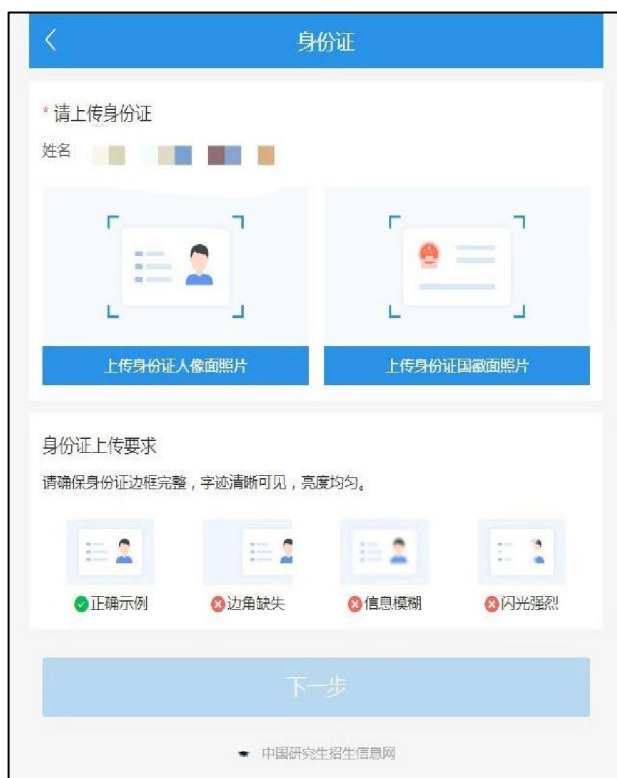 身份证
* 请上传身份证
姓名
上传身份证人像面照片
上传身份证国徽面照片
身份证上传要求
请确保身份证边框完整，字迹清晰可见，亮度均匀。
正确示例
边角缺失
信息模糊
闪光强烈
下一步
中国研究生招生信息网